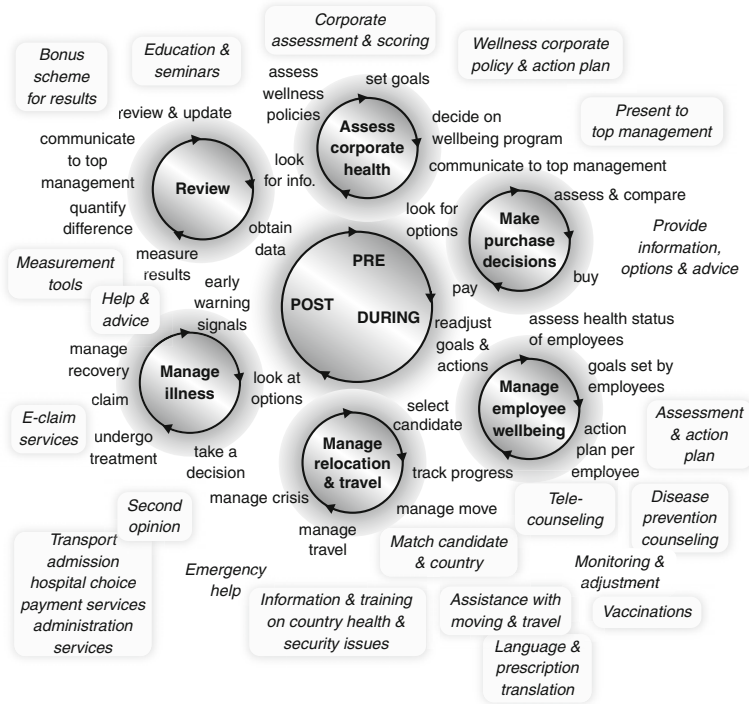 Corporate
assessment & scoring
Wellness corporate
policy & action plan
Education &
seminars
Bonus
scheme
for results
Present to
top management
assess
wellness
policies
set goals
decide on
wellbeing program
communicate to top management
look
for info.
Assess
corporate
health
review & update
communicate
to top
management
quantify
difference
measure
results
obtain
data
Review
look for
options
assess & compare
buy
pay
Make
purchase
decisions
Provide
information,
options & advice
Measurement
tools
Help &
advice
PRE
POST
DURING
early
warning
signals
manage
recovery
claim
undergo
treatment
take a
decision
look at
options
Manage
illness
E-claim
services
readjust
goals &
actions
assess health status
of employees
goals set by
employees
action
plan per
employee
Manage
employee
wellbeing
Assessment
& action
plan
select
candidate
track progress
manage move
manage
travel
manage crisis
Manage
relocation
& travel
Second
opinion
Transport
admission
hospital choice
payment services
administration
services
Emergency
help
Information & training
on country health &
security issues
Match candidate
& country
Assistance with
moving & travel
Language &
prescription
translation
Tele-
counseling
Disease
prevention
counseling
Monitoring &
adjustment
Vaccinations